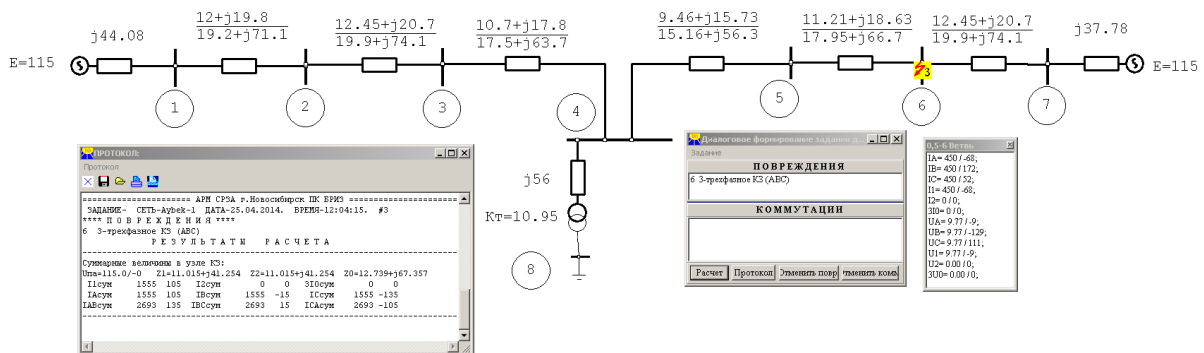 j44.08
12+j19.8
19.2+j71.1
12.45+j20.7
19.9+j74.1
10.7+j17.8
17.5+j63.7
9.46+j15.73
15.16+j56.3
11.21+j18.63
17.95+j66.7
12.45+j20.7
19.9+j74.1
j37.78
E=115
E=115
3
1
2
3
4
5
6
7
j56
Кт=10.95
8
ПРОТОКОЛ:
Протокол
АРМ СРЗА г.Новосибирск ПК БРИЗ
ЗАДАНИЕ- СЕТЬ-Aybek-1 ДАТА-25.04.2014. ВРЕМЯ-12:04:15. #3
**** П О В Р Е Ж Д Е Н И Я ****
6 3-трехфазное КЗ (ABC)
Р Е З У Л Ь Т А Т Ы Р А С Ч Е Т А
Суммарные величины в узле КЗ:
Uпа=115.0/-0 Z1=11.015+j41.254 Z2=11.015+j41.254 Z0=12.739+j67.357
I1сум 1555 105 I2сум 0 0 3I0сум 0 0
IAсум 1555 105 IBсум 1555 -15 ICсум 1555 -135
IABсум 2693 135 IBCсум 2693 15 ICAсум 2693 -105
Диалоговое формирование задания д...
Задание
П О В Р Е Ж Д Е Н И Я
6 3-трехфазное КЗ (ABC)
К О М М У Т А Ц И И
Расчет
Протокол
Отменить повр
тменить комм
0,5-6 Ветвь
IA= 450 / -68;
IB= 450 / 172;
IC= 450 / 52;
I1= 450 / -68;
I2= 0 / 0;
3I0= 0 / 0;
UA= 9.77 / -9;
UB= 9.77 / -129;
UC= 9.77 / 111;
U1= 9.77 / -9;
U2= 0.00 / 0;
3U0= 0.00 / 0;